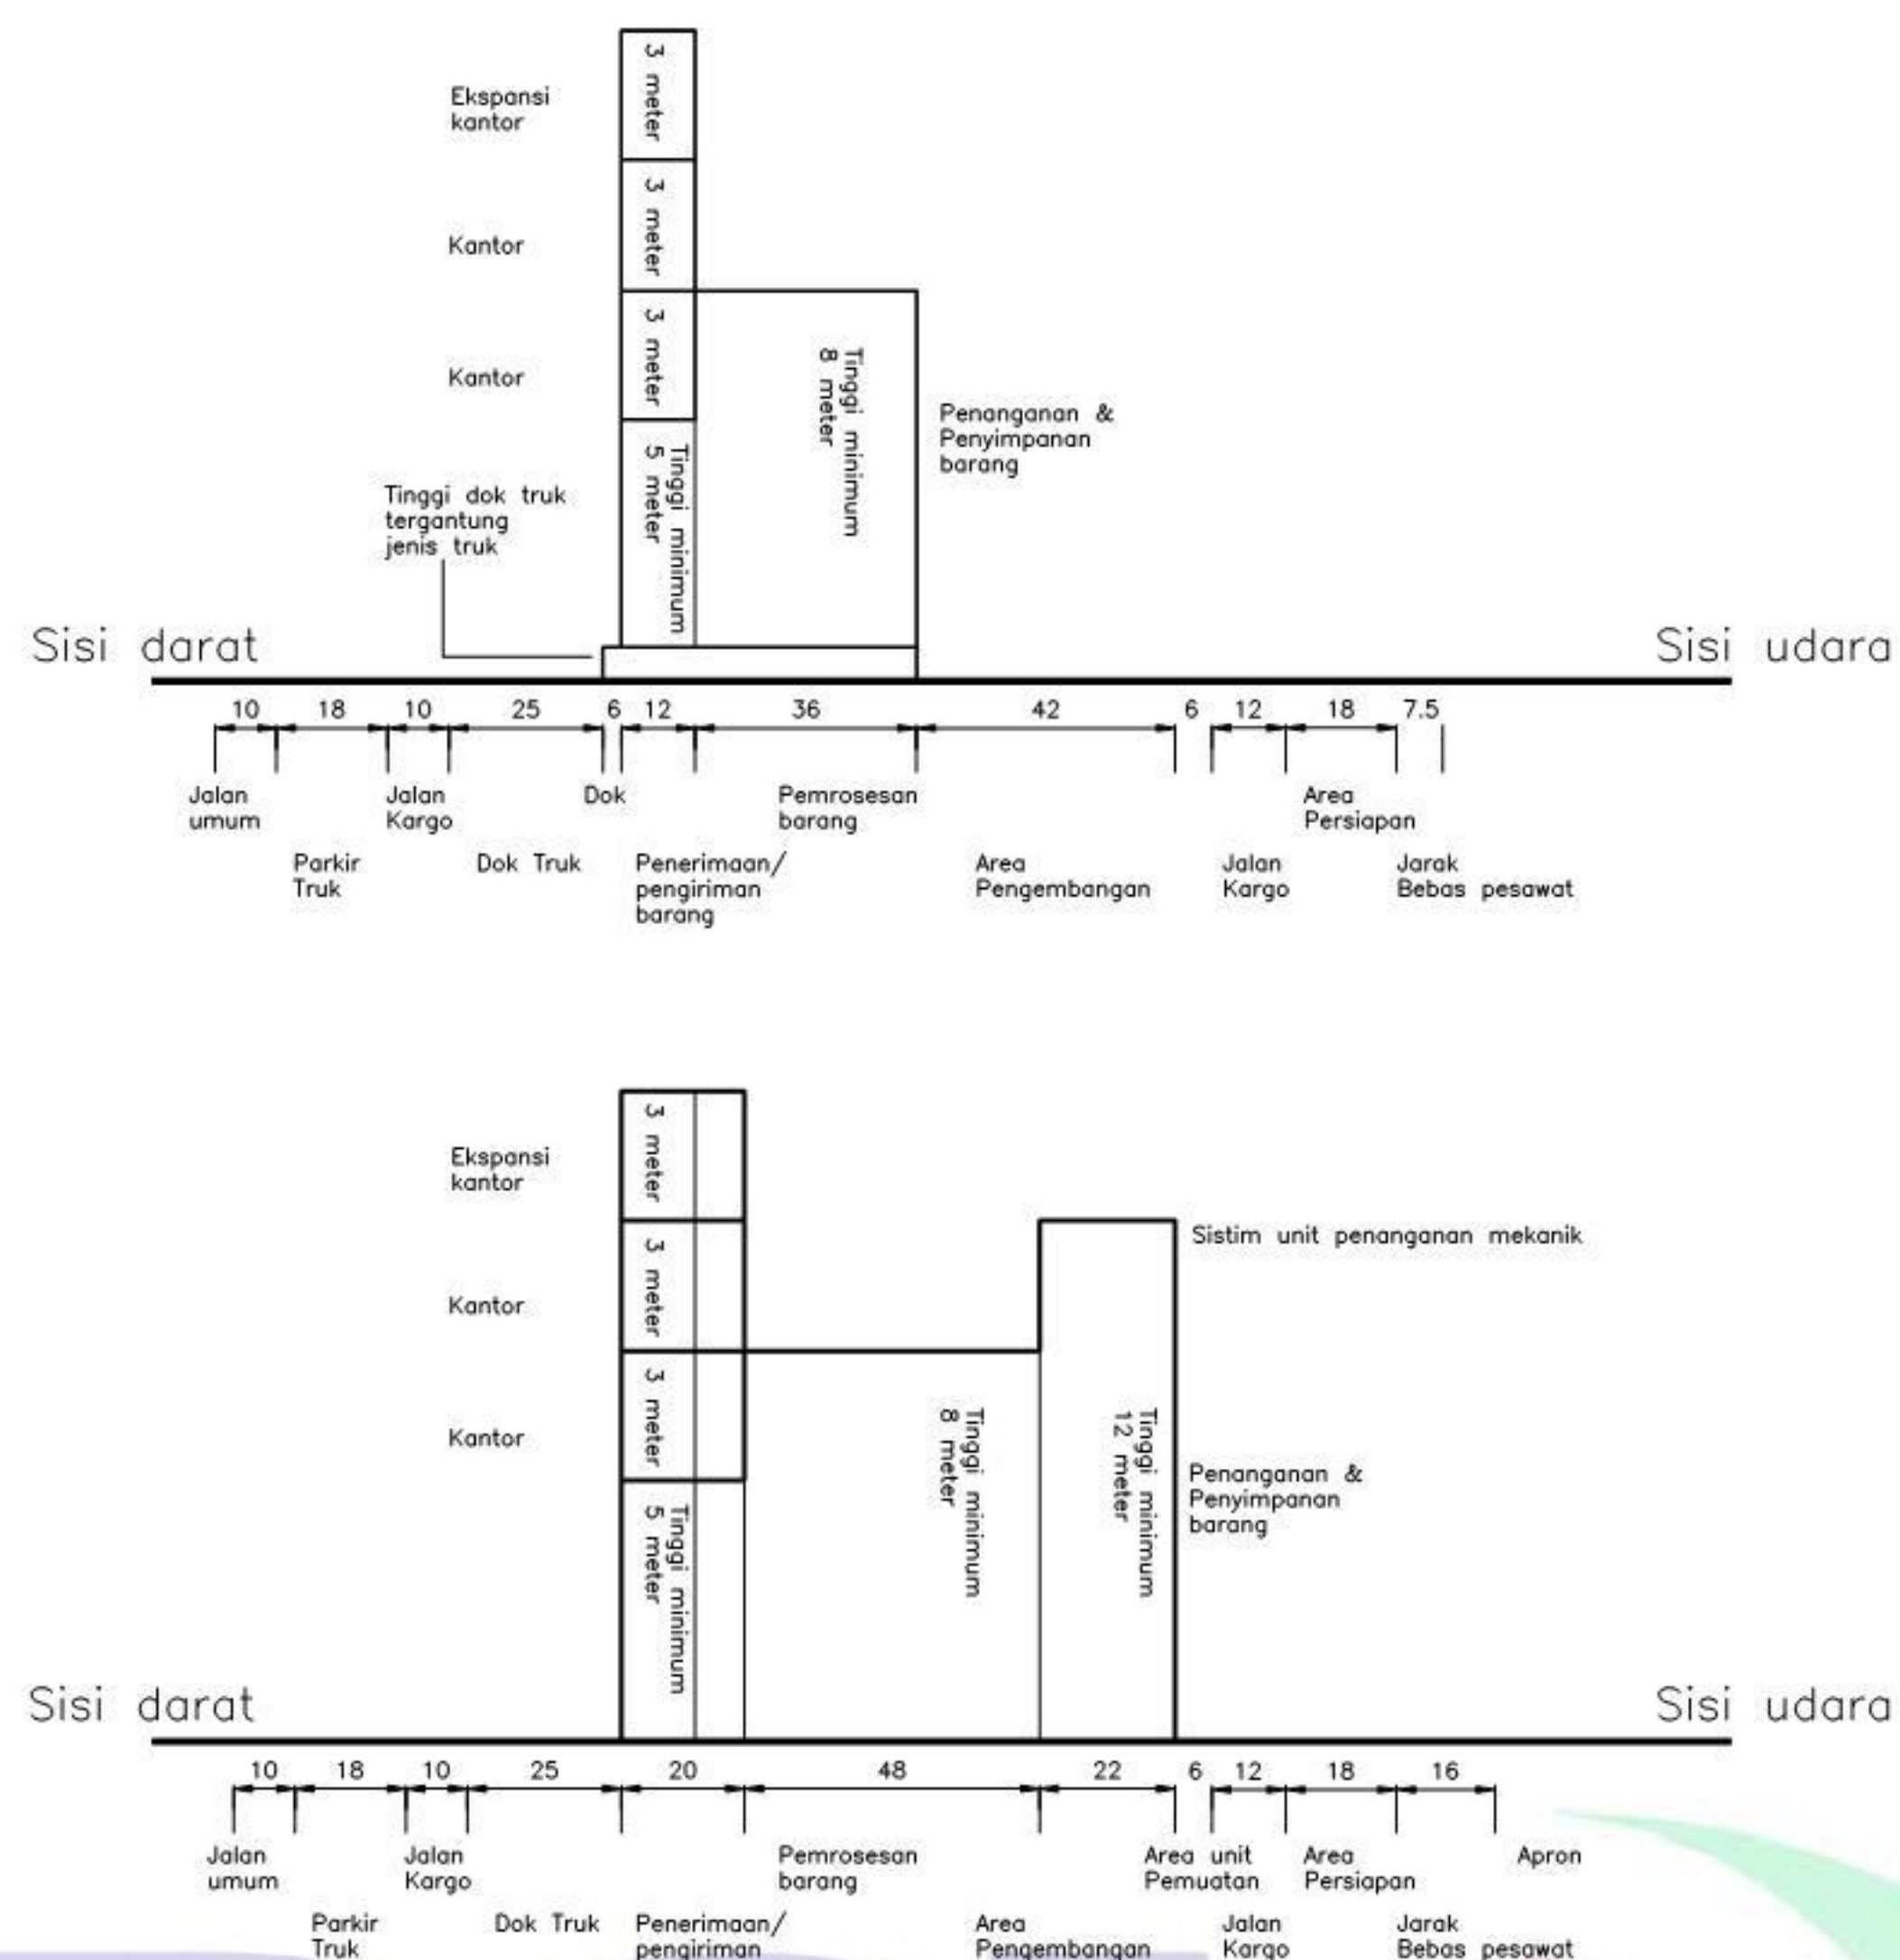 3 meter
Ekspansi
kantor
3 meter
Kantor
3 meter
Kantor
Tinggi minimum
8 meter
Penanganan &
Penyimpanan
barang
Tinggi minimum
5 meter
Tinggi dok truk
tergantung
jenis truk
Sisi darat
Sisi udara
10 18 10 25 6 12 36 42 6 12 18 7.5
Jalan
umum
Jalan
Kargo
Dok
Pemrosesan
barang
Area
Persiapan
Parkir
Truk
Dok Truk
Penerimaan/
pengiriman
barang
Area
Pengembangan
Jalan
Kargo
Jarak
Bebas pesawat
3 meter
Ekspansi
kantor
3 meter
Kantor
Sistim unit penanganan mekanik
3 meter
Kantor
Tinggi minimum
8 meter
Tinggi minimum
12 meter
Penanganan &
Penyimpanan
barang
Tinggi minimum
5 meter
Sisi darat
Sisi udara
10 18 10 25 20 48 22 6 12 18 16
Jalan
umum
Jalan
Kargo
Pemrosesan
barang
Area unit
Pemuatan
Area
Persiapan
Apron
Parkir
Truk
Dok Truk
Penerimaan/
pengiriman
Area
Pengembangan
Jalan
Kargo
Jarak
Bebas pesawat